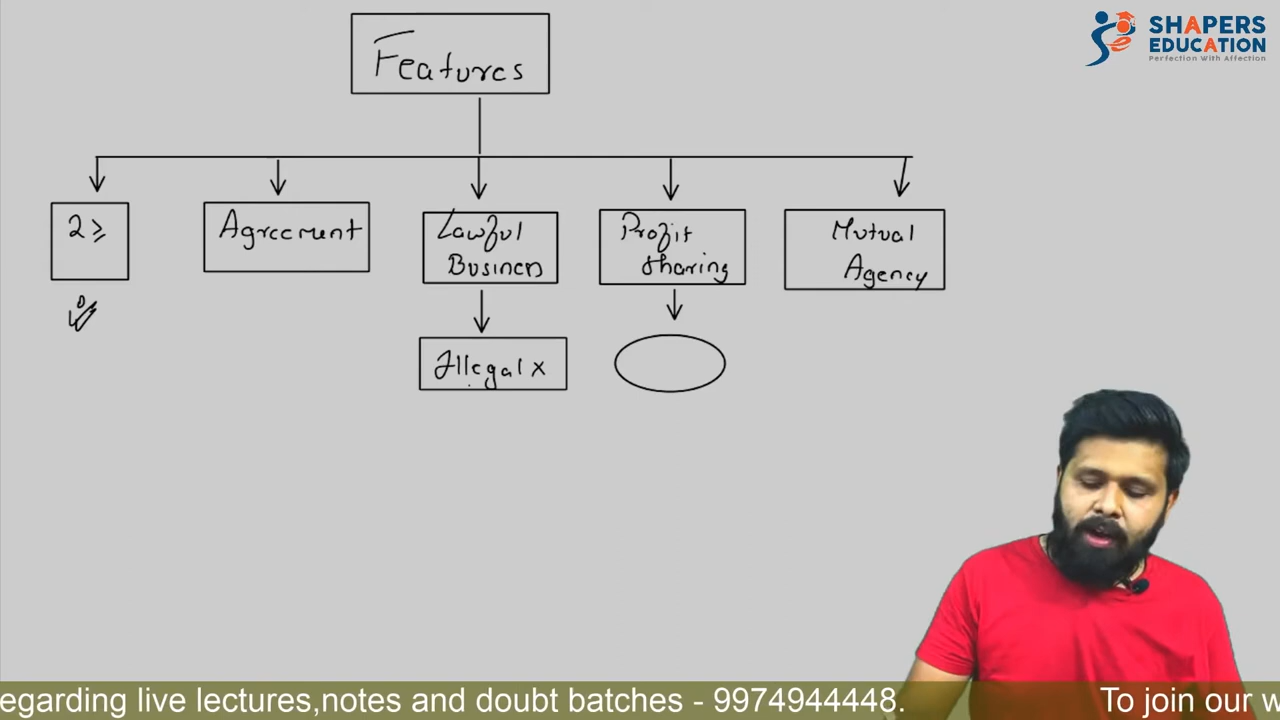 SHAPERS
EDUCATION
Perfection With Affection
Features
2 ≥
Agreement
Lawful
Business
Profit
sharing
Mutual
Agency
Illegal x
egarding live lectures,notes and doubt batches - 9974944448.
To join our w